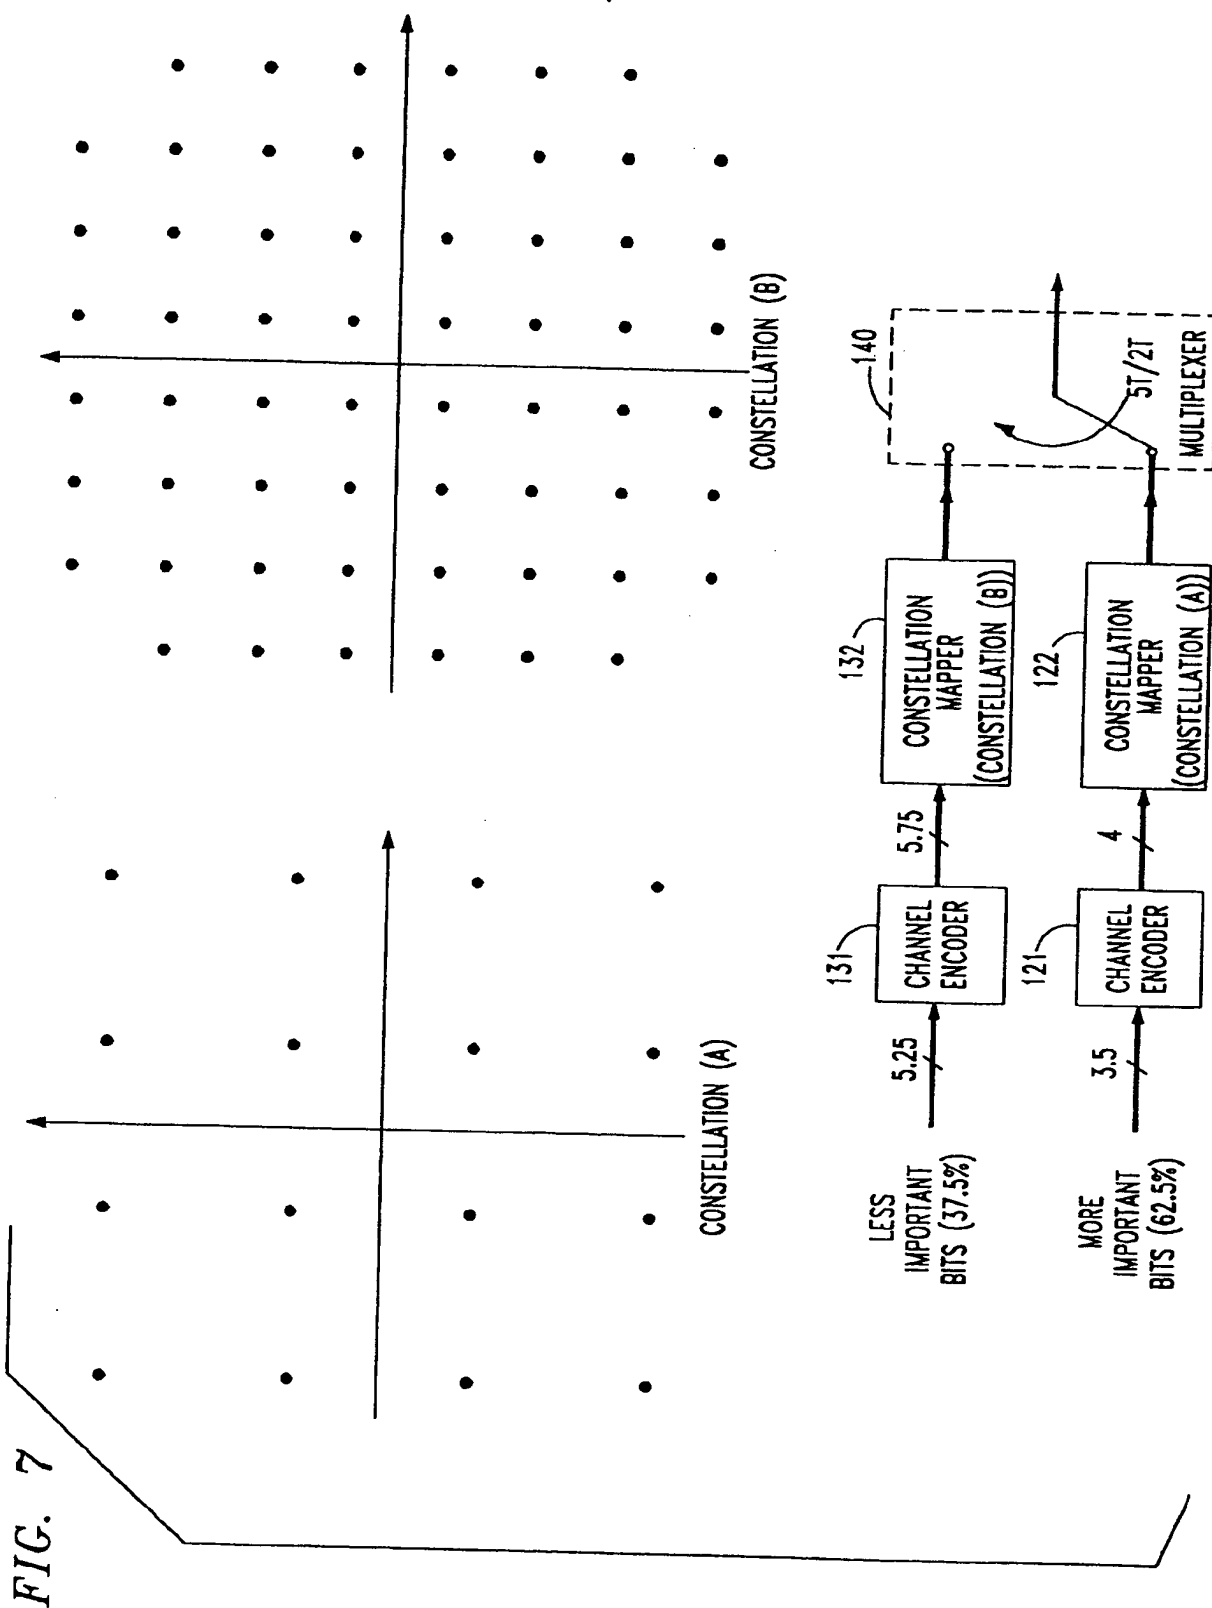 FIG. 7
CONSTELLATION (A)
CONSTELLATION (B)
LESS
IMPORTANT
BITS (37.5%)
5.25
131
CHANNEL
ENCODER
5.75
132
CONSTELLATION
MAPPER
(CONSTELLATION (B))
140
MORE
IMPORTANT
BITS (62.5%)
3.5
121
CHANNEL
ENCODER
4
122
CONSTELLATION
MAPPER
(CONSTELLATION (A))
5T/2T
MULTIPLEXER